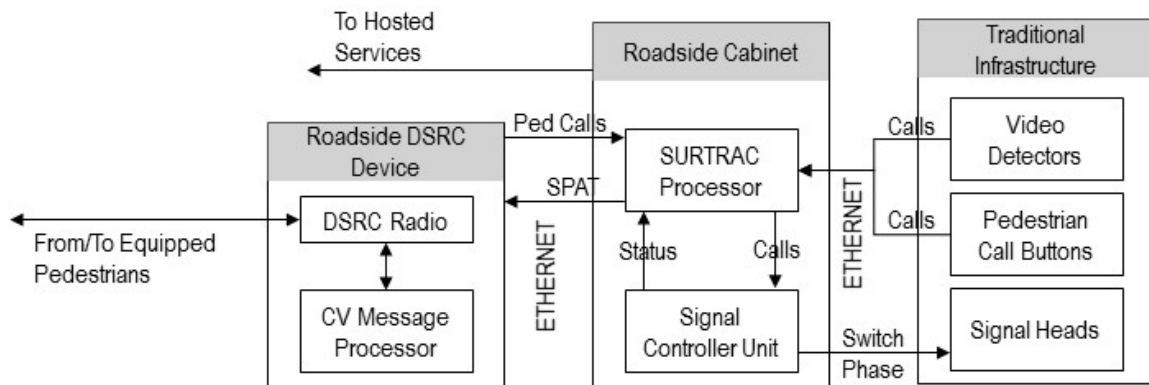 To Hosted
Services
Roadside Cabinet
Traditional
Infrastructure
Roadside DSRC
Device
Ped Calls
SURTRAC
Processor
Calls
Video
Detectors
SPAT
DSRC Radio
From/To Equipped
Pedestrians
ETHERNET
Status
Calls
ETHERNET
Calls
Pedestrian
Call Buttons
CV Message
Processor
Signal
Controller Unit
Switch
Phase
Signal Heads